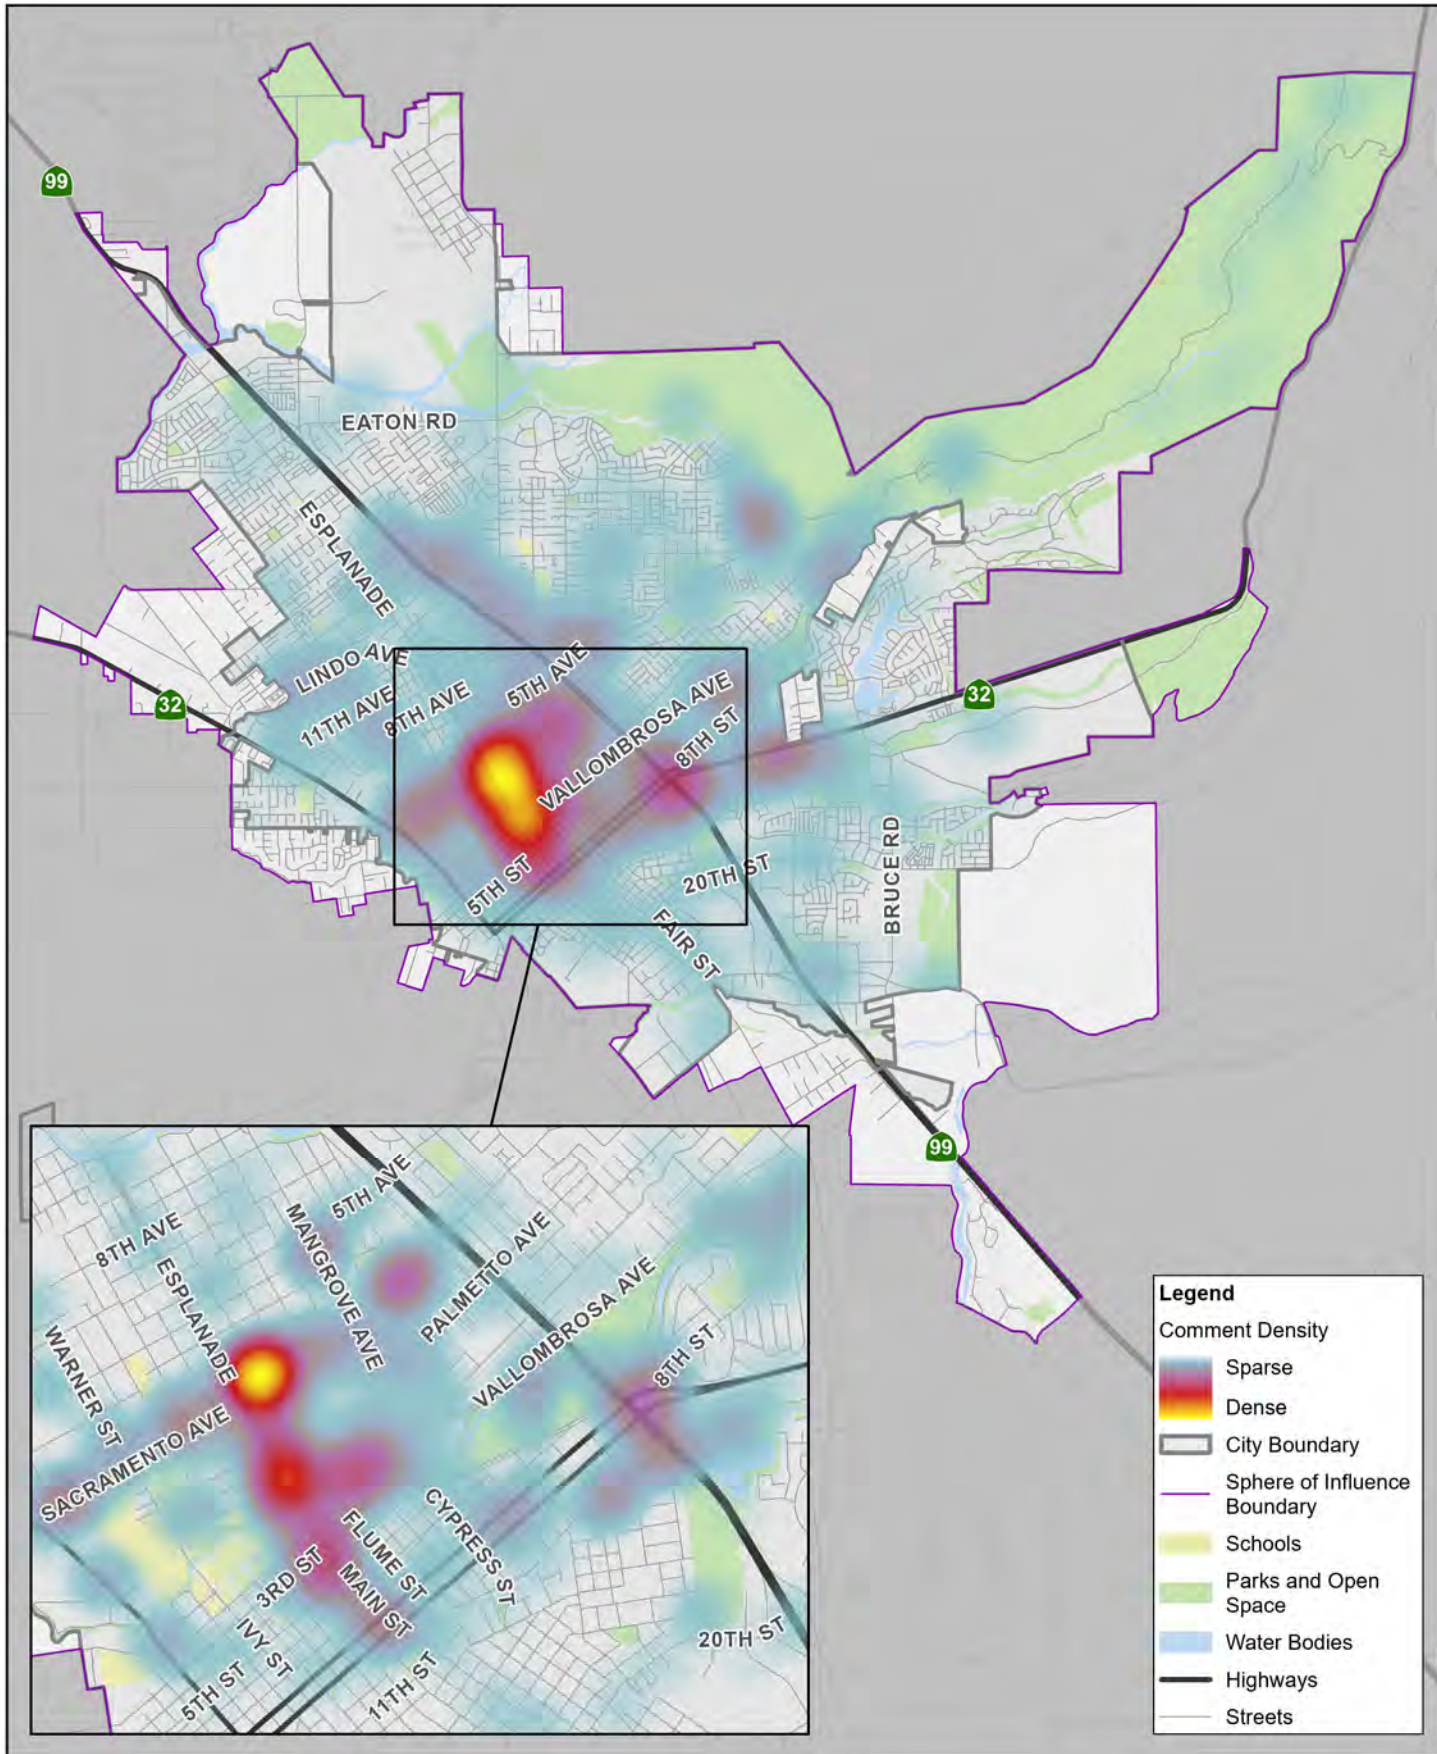 99
EATON RD
ESPLANADE
LINDO AVE
5TH AVE
11TH AVE
8TH AVE
32
32
VALLOMBROSA AVE
8TH ST
5TH ST
20TH ST
BRUCE RD
FAIR ST
99
5TH AVE
8TH AVE
MANGROVE AVE
ESPLANADE
PALMETTO AVE
VALLOMBROSA AVE
WARNER ST
8TH ST
SACRAMENTO AVE
CYPRESS ST
FLUME ST
3RD ST
MAIN ST
IVY ST
5TH ST
11TH ST
20TH ST
Legend
Comment Density
Sparse
Dense
City Boundary
Sphere of Influence
Boundary
Schools
Parks and Open
Space
Water Bodies
Highways
Streets